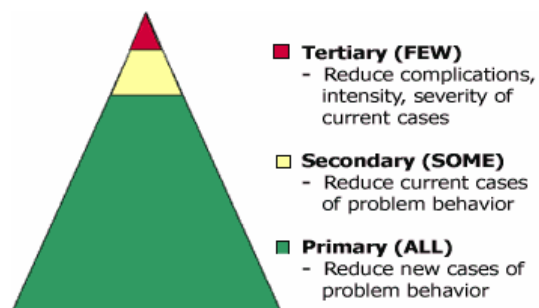 Tertiary (FEW)
- Reduce complications,
intensity, severity of
current cases
Secondary (SOME)
- Reduce current cases
of problem behavior
Primary (ALL)
- Reduce new cases of
problem behavior